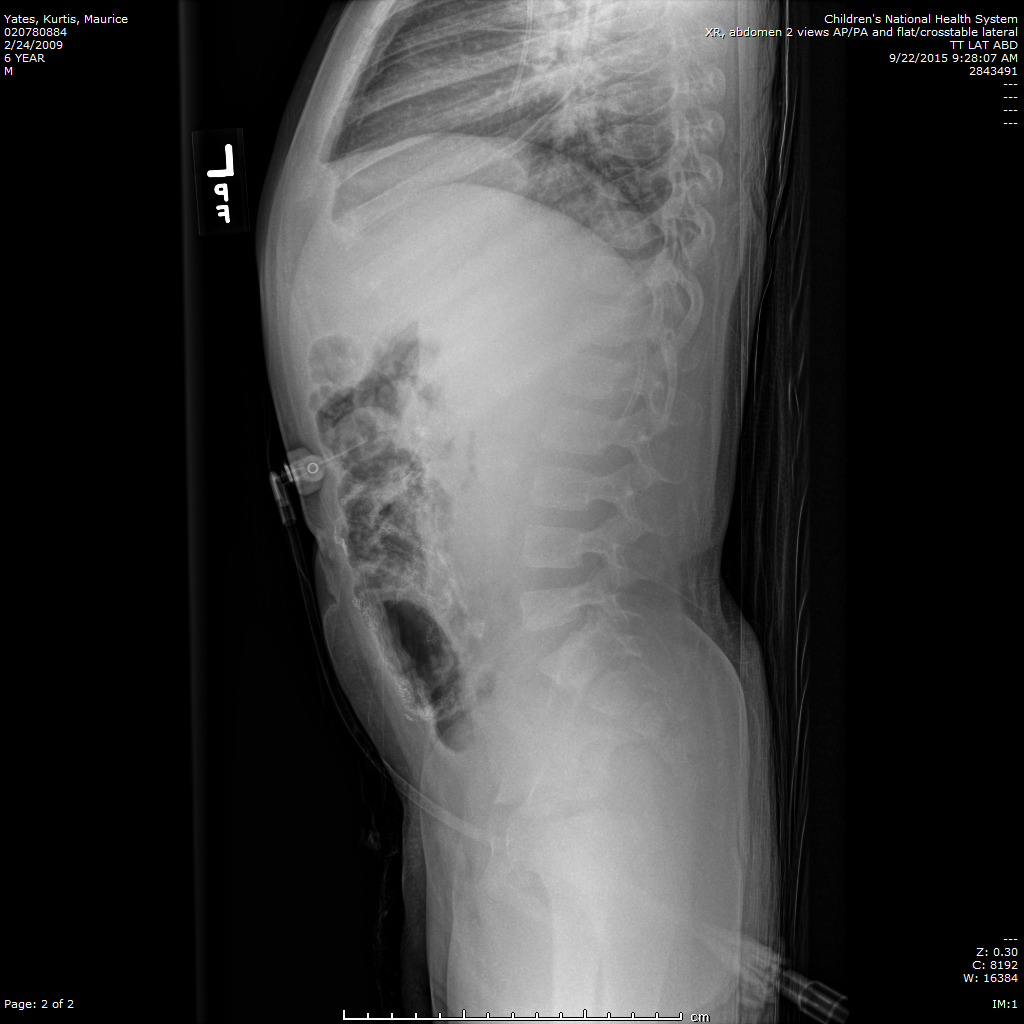 Yates, Kurtis, Maurice
020780884
2/24/2009
6 YEAR
M
Children's National Health System
XR, abdomen 2 views AP/PA and flat/crosstable lateral
TT LAT ABD
9/22/2015 9:28:07 AM
2843491
---
---
---
---
L
---
Z: 0.30
C: 8192
W: 16384
Page: 2 of 2
IM:1
cm